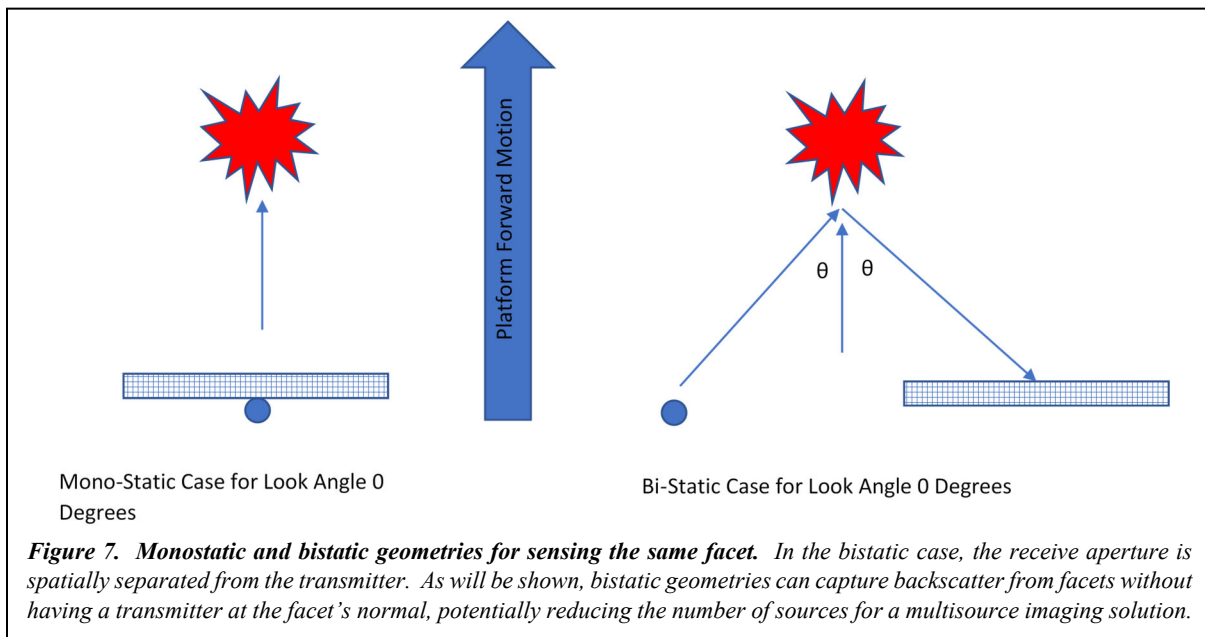 Platform Forward Motion
θ
θ
Mono-Static Case for Look Angle 0
Degrees
Bi-Static Case for Look Angle 0 Degrees
Figure 7. Monostatic and bistatic geometries for sensing the same facet. In the bistatic case, the receive aperture is
spatially separated from the transmitter. As will be shown, bistatic geometries can capture backscatter from facets without
having a transmitter at the facet's normal, potentially reducing the number of sources for a multisource imaging solution.